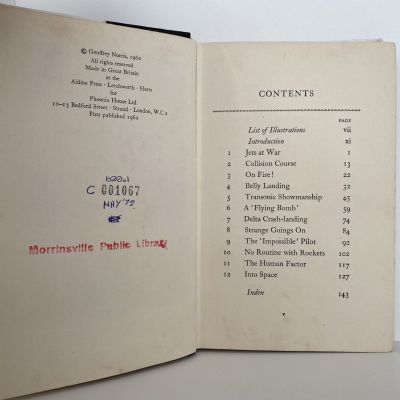 © Geoffrey Norris, 1962
All rights reserved
Made in Great Britain
at the
Aldine Press · Letchworth · Herts
for
Phoenix House Ltd
10-13 Bedford Street · Strand · London, W.C.2
First published 1962
C 001067
MAY '79
Morrinsville Public Library
CONTENTS
PAGE
List of Illustrations vii
Introduction xi
1 Jets at War 1
2 Collision Course 13
3 On Fire! 22
4 Belly Landing 32
5 Transonic Showmanship 45
6 A 'Flying Bomb' 59
7 Delta Crash-landing 74
8 Strange Goings On 84
9 The 'Impossible' Pilot 92
10 No Routine with Rockets 102
11 The Human Factor 117
12 Into Space 127
Index 143
v